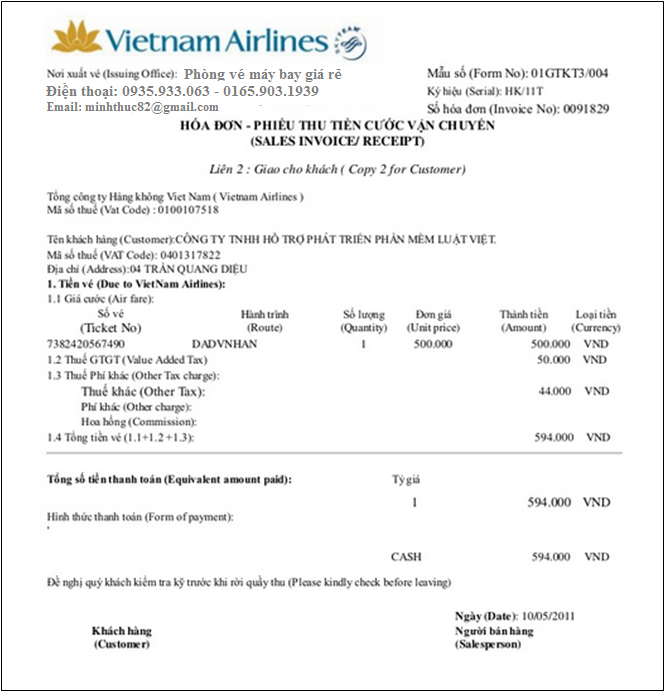 Vietnam Airlines SKYTEAM
Nơi xuất vé (Issuing Office): Phòng vé máy bay giá rẻ Mẫu số (Form No): 01GTKT3/004
Điện thoại: 0935.933.063 - 0165.903.1939 Ký hiệu (Serial): HK/11T
Email: minhthuc82@gmail.com Số hóa đơn (Invoice No): 0091829
HÓA ĐƠN - PHIẾU THU TIỀN CƯỚC VẬN CHUYỂN
(SALES INVOICE/ RECEIPT)
Liên 2 : Giao cho khách ( Copy 2 for Customer)
Tổng công ty Hàng không Viet Nam ( Vietnam Airlines )
Mã số thuế (Vat Code) : 0100107518
Tên khách hàng (Customer):CÔNG TY TNHH HỖ TRỢ PHÁT TRIỂN PHẦN MỀM LUẬT VIỆT.
Mã số thuế (VAT Code): 0401317822
Địa chỉ (Address):04 TRẦN QUANG DIỆU
1. Tiền vé (Due to VietNam Airlines):
1.1 Giá cước (Air fare):
Số vé Hành trình Số lượng Đơn giá Thành tiền Loại tiền
(Ticket No) (Route) (Quantity) (Unit price) (Amount) (Currency)
7382420567490 DADVNHAN 1 500.000 500.000 VND
1.2 Thuế GTGT (Value Added Tax) 50.000 VND
1.3 Thuế Phí khác (Other Tax charge):
Thuế khác (Other Tax): 44.000 VND
Phí khác (Other charge):
Hoa hồng (Commission):
1.4 Tổng tiền vé (1.1+1.2 +1.3): 594.000 VND
Tổng số tiền thanh toán (Equivalent amount paid): Tỷ giá
1 594.000 VND
Hình thức thanh toán (Form of payment):
CASH 594.000 VND
Đề nghị quý khách kiểm tra kỹ trước khi rời quầy thu (Please kindly check before leaving)
Ngày (Date): 10/05/2011
Khách hàng Người bán hàng
(Customer) (Salesperson)